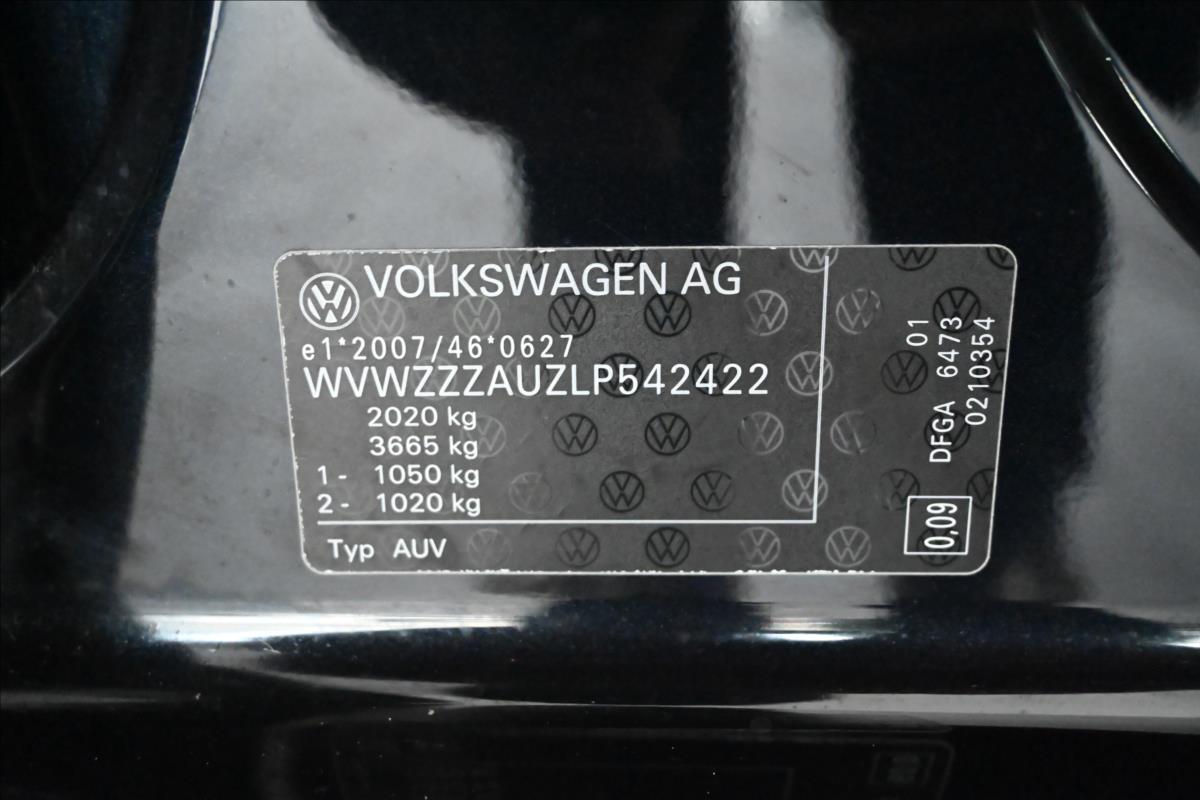 VOLKSWAGEN AG
e1*2007/46*0627
WVWZZZAUZLP542422
2020 kg
3665 kg
1- 1050 kg
2- 1020 kg
Typ AUV
01
DFGA 6473
0210354
0,09